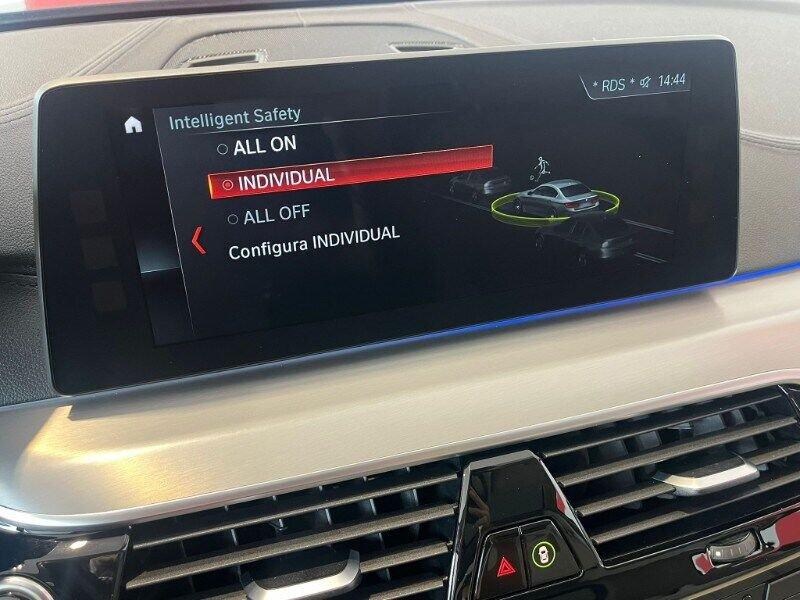 * RDS * 14:44
Intelligent Safety
ALL ON
INDIVIDUAL
ALL OFF
Configura INDIVIDUAL